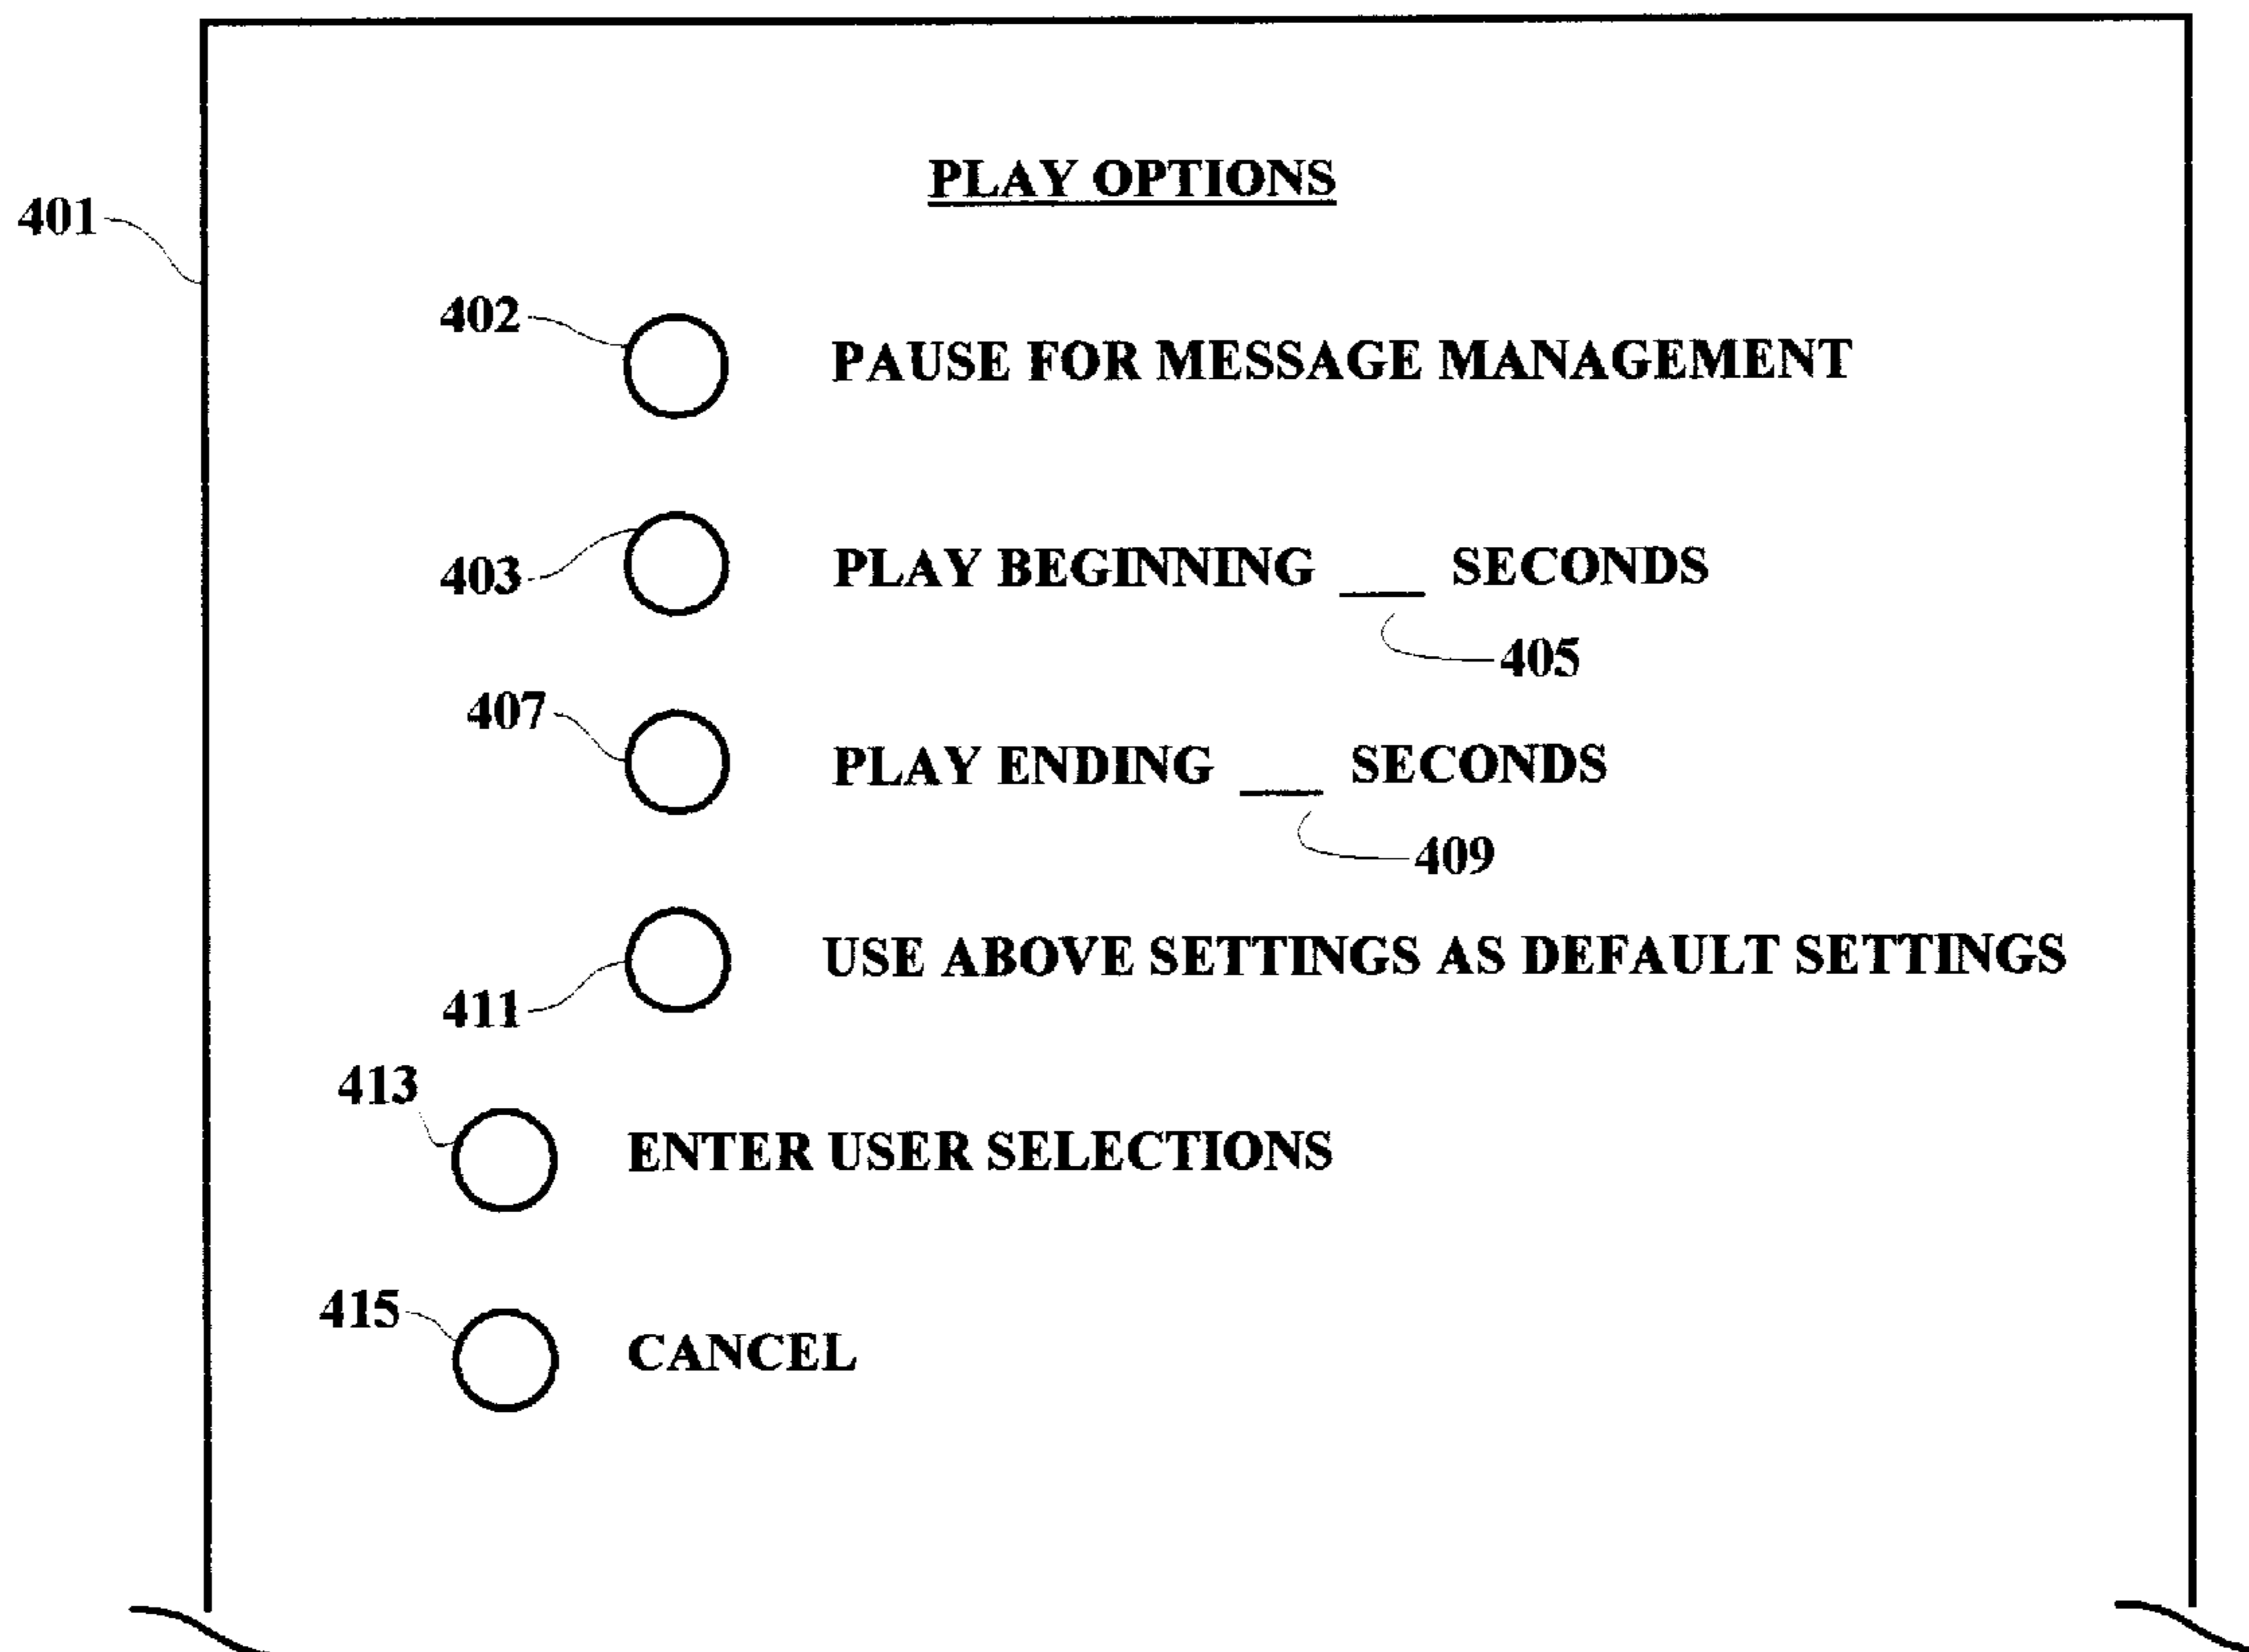 PLAY OPTIONS
401
402 PAUSE FOR MESSAGE MANAGEMENT
403 PLAY BEGINNING ___ SECONDS
405
407 PLAY ENDING ___ SECONDS
409
411 USE ABOVE SETTINGS AS DEFAULT SETTINGS
413 ENTER USER SELECTIONS
415 CANCEL